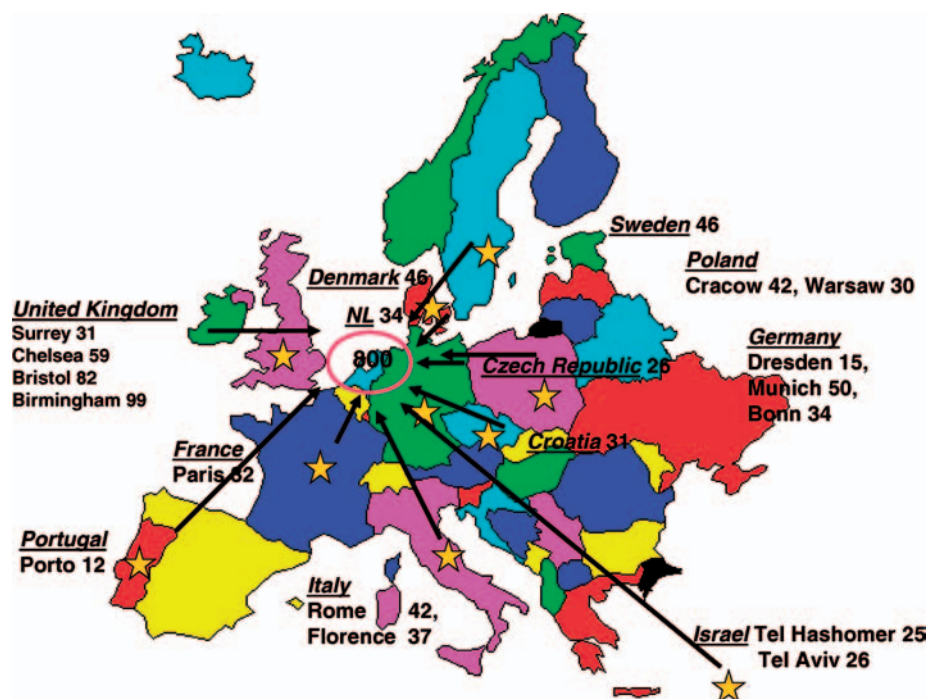 Sweden 46
Poland
Cracow 42, Warsaw 30
Denmark 46
United Kingdom
Surrey 31
Chelsea 59
Bristol 82
Birmingham 99
NL 34
800
Czech Republic 26
Germany
Dresden 15,
Munich 50,
Bonn 34
Croatia 31
France
Paris 32
Portugal
Porto 12
Italy
Rome 42,
Florence 37
Israel Tel Hashomer 25
Tel Aviv 26